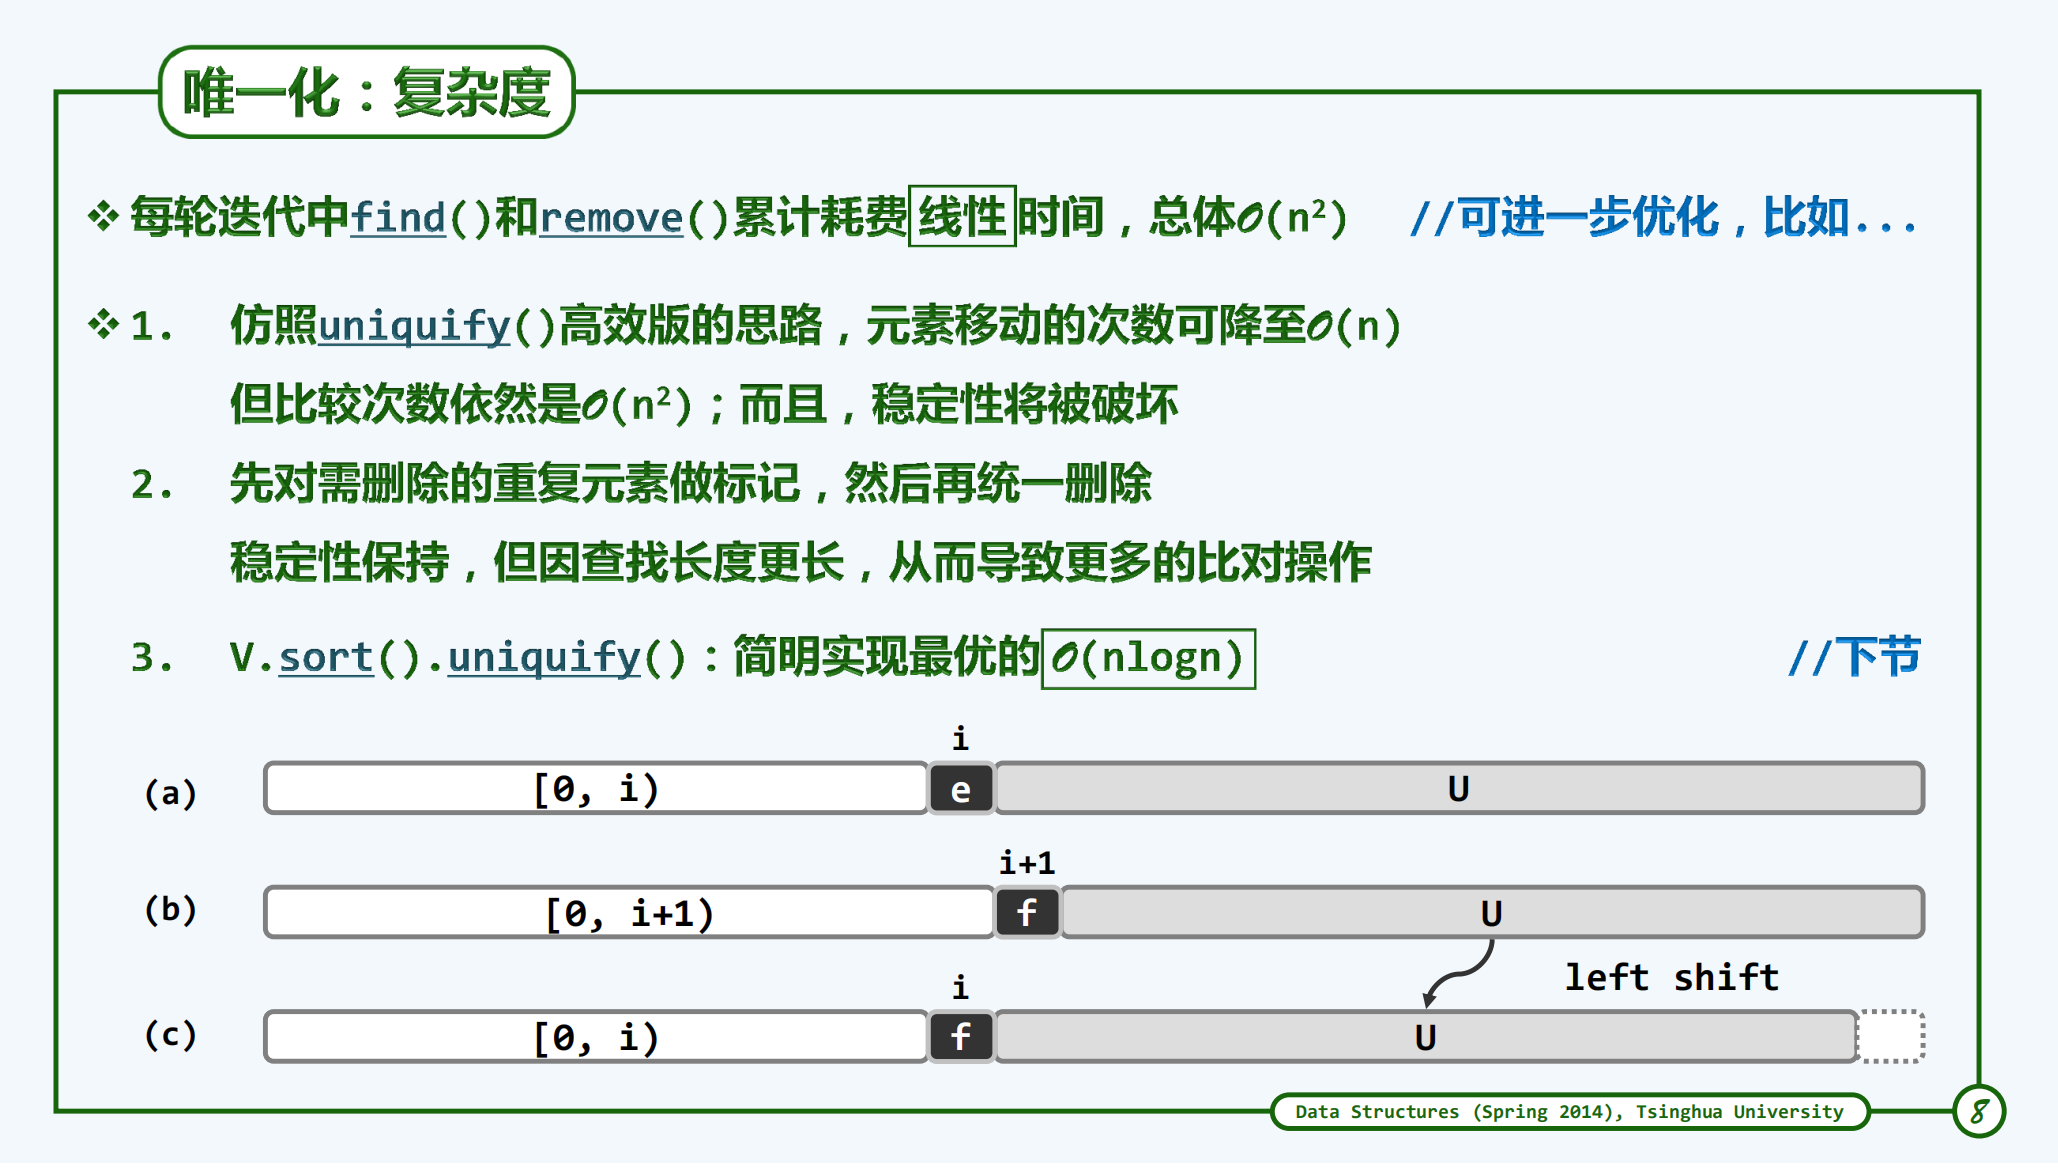 唯一化：复杂度
❖ 每轮迭代中find()和remove()累计耗费线性时间，总体O(n²) //可进一步优化，比如...
❖ 1. 仿照uniquify()高效版的思路，元素移动的次数可降至O(n)
但比较次数依然是O(n²)；而且，稳定性将被破坏
2. 先对需删除的重复元素做标记，然后再统一删除
稳定性保持，但因查找长度更长，从而导致更多的比对操作
3. V.sort().uniquify()：简明实现最优的O(nlogn) //下节
i
(a) [0, i) e U
i+1
(b) [0, i+1) f U
left shift
i
(c) [0, i) f U
Data Structures (Spring 2014), Tsinghua University 8